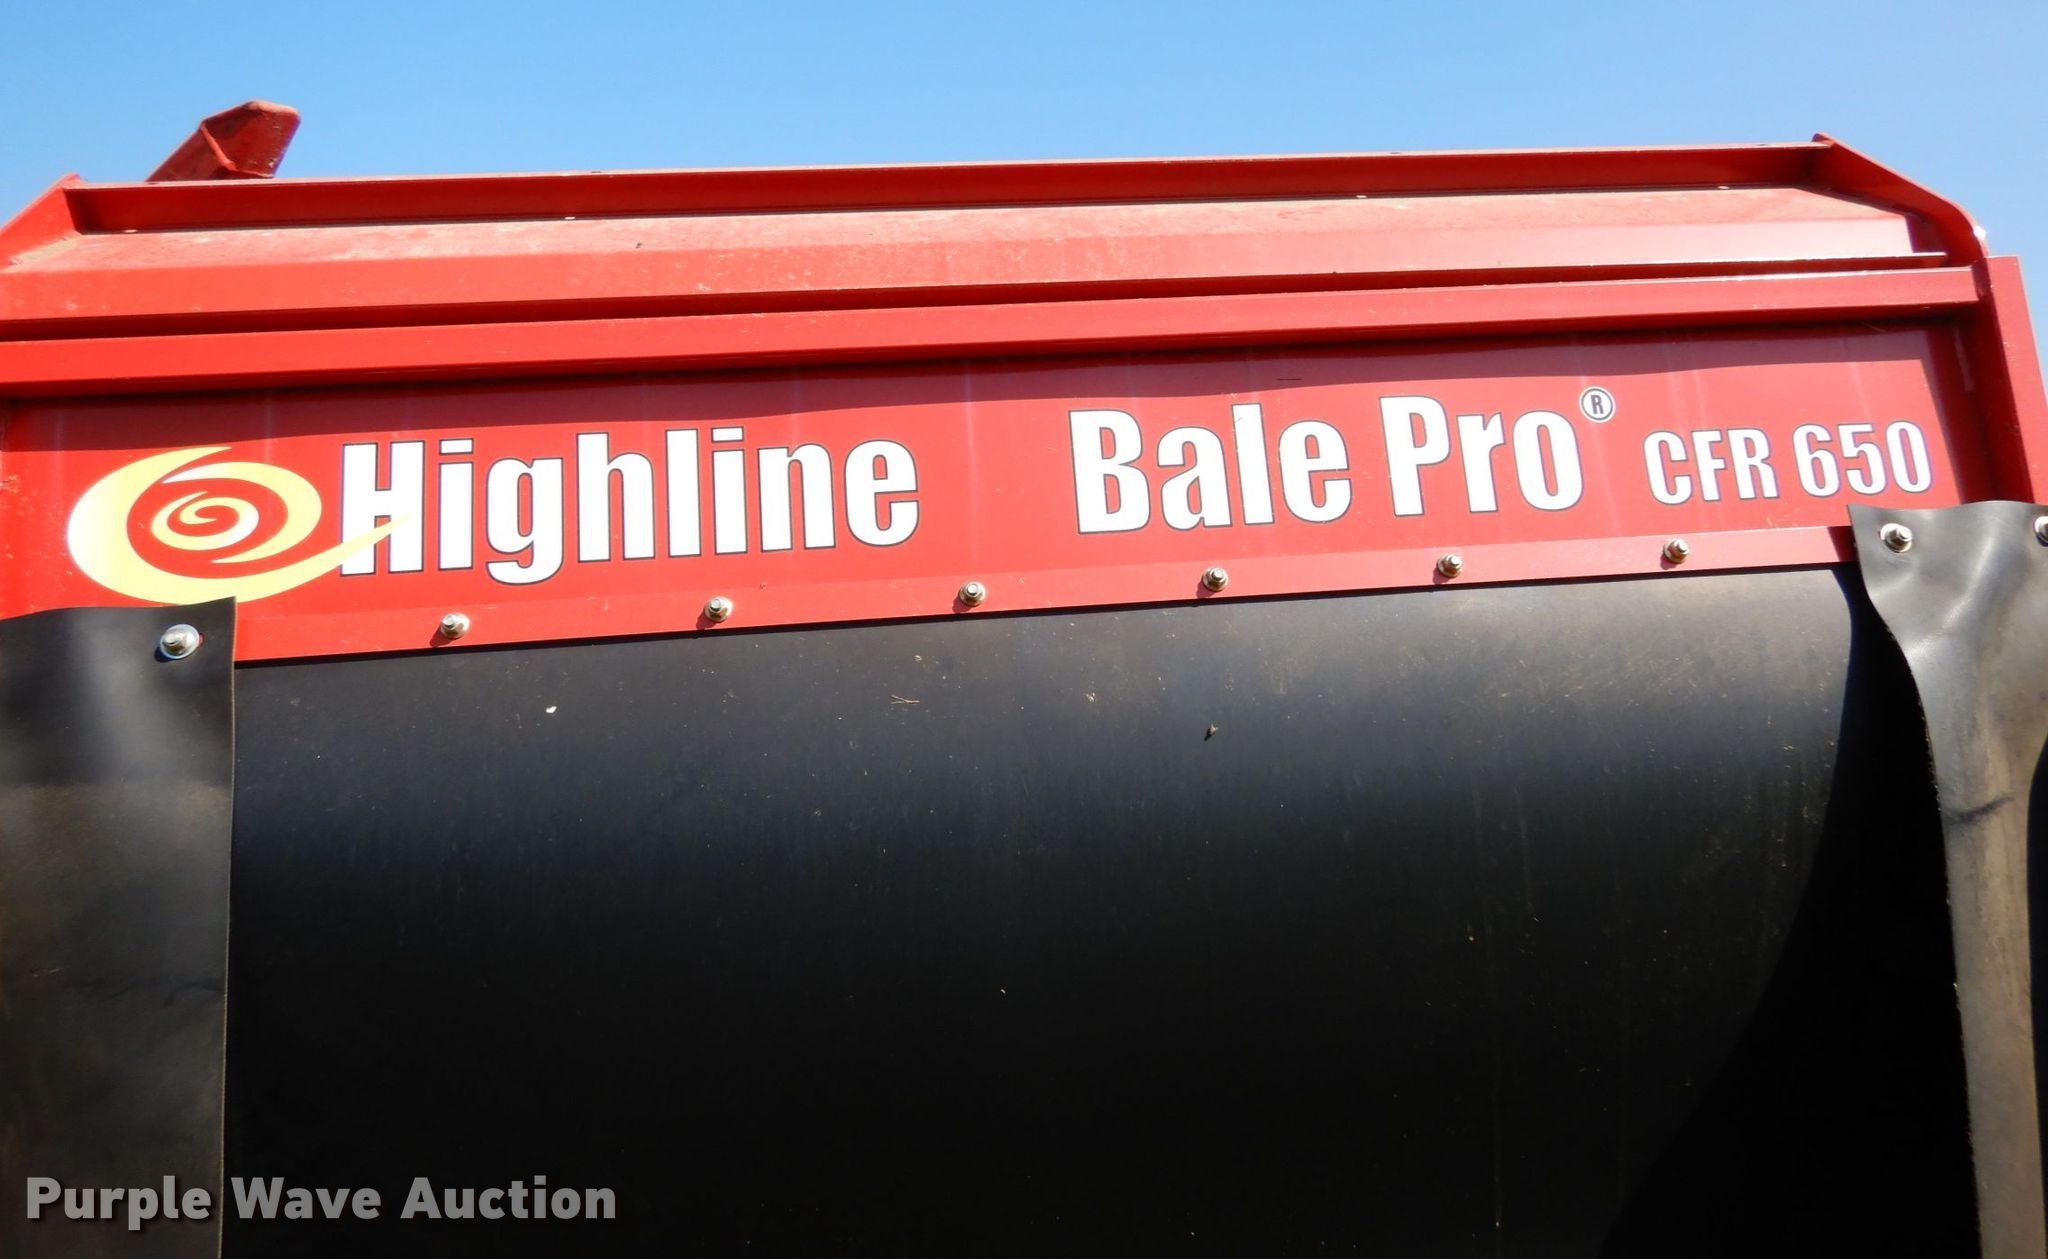 Highline Bale Pro® CFR 650
Purple Wave Auction